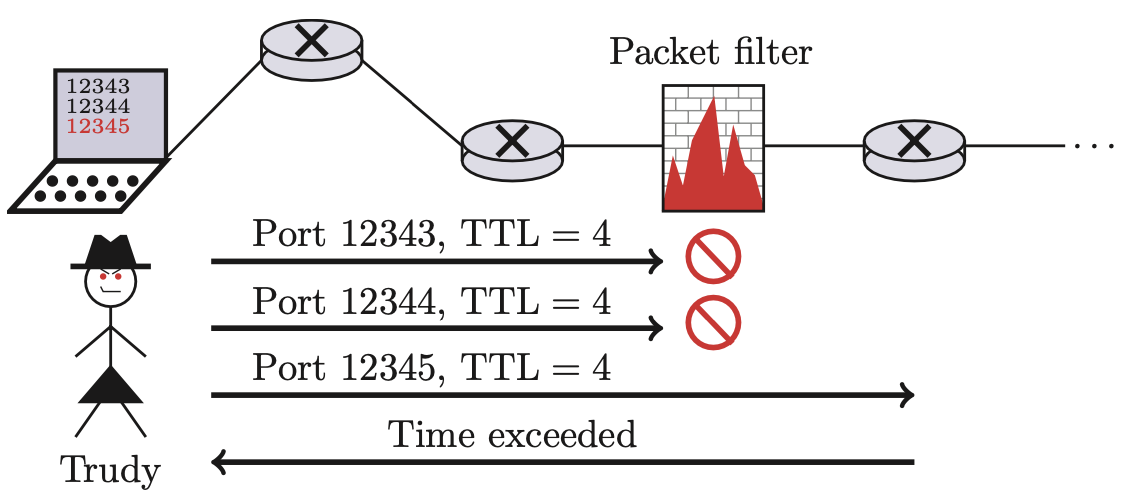 Packet filter
12343
12344
12345
· · ·
Port 12343, TTL = 4
Port 12344, TTL = 4
Port 12345, TTL = 4
Time exceeded
Trudy